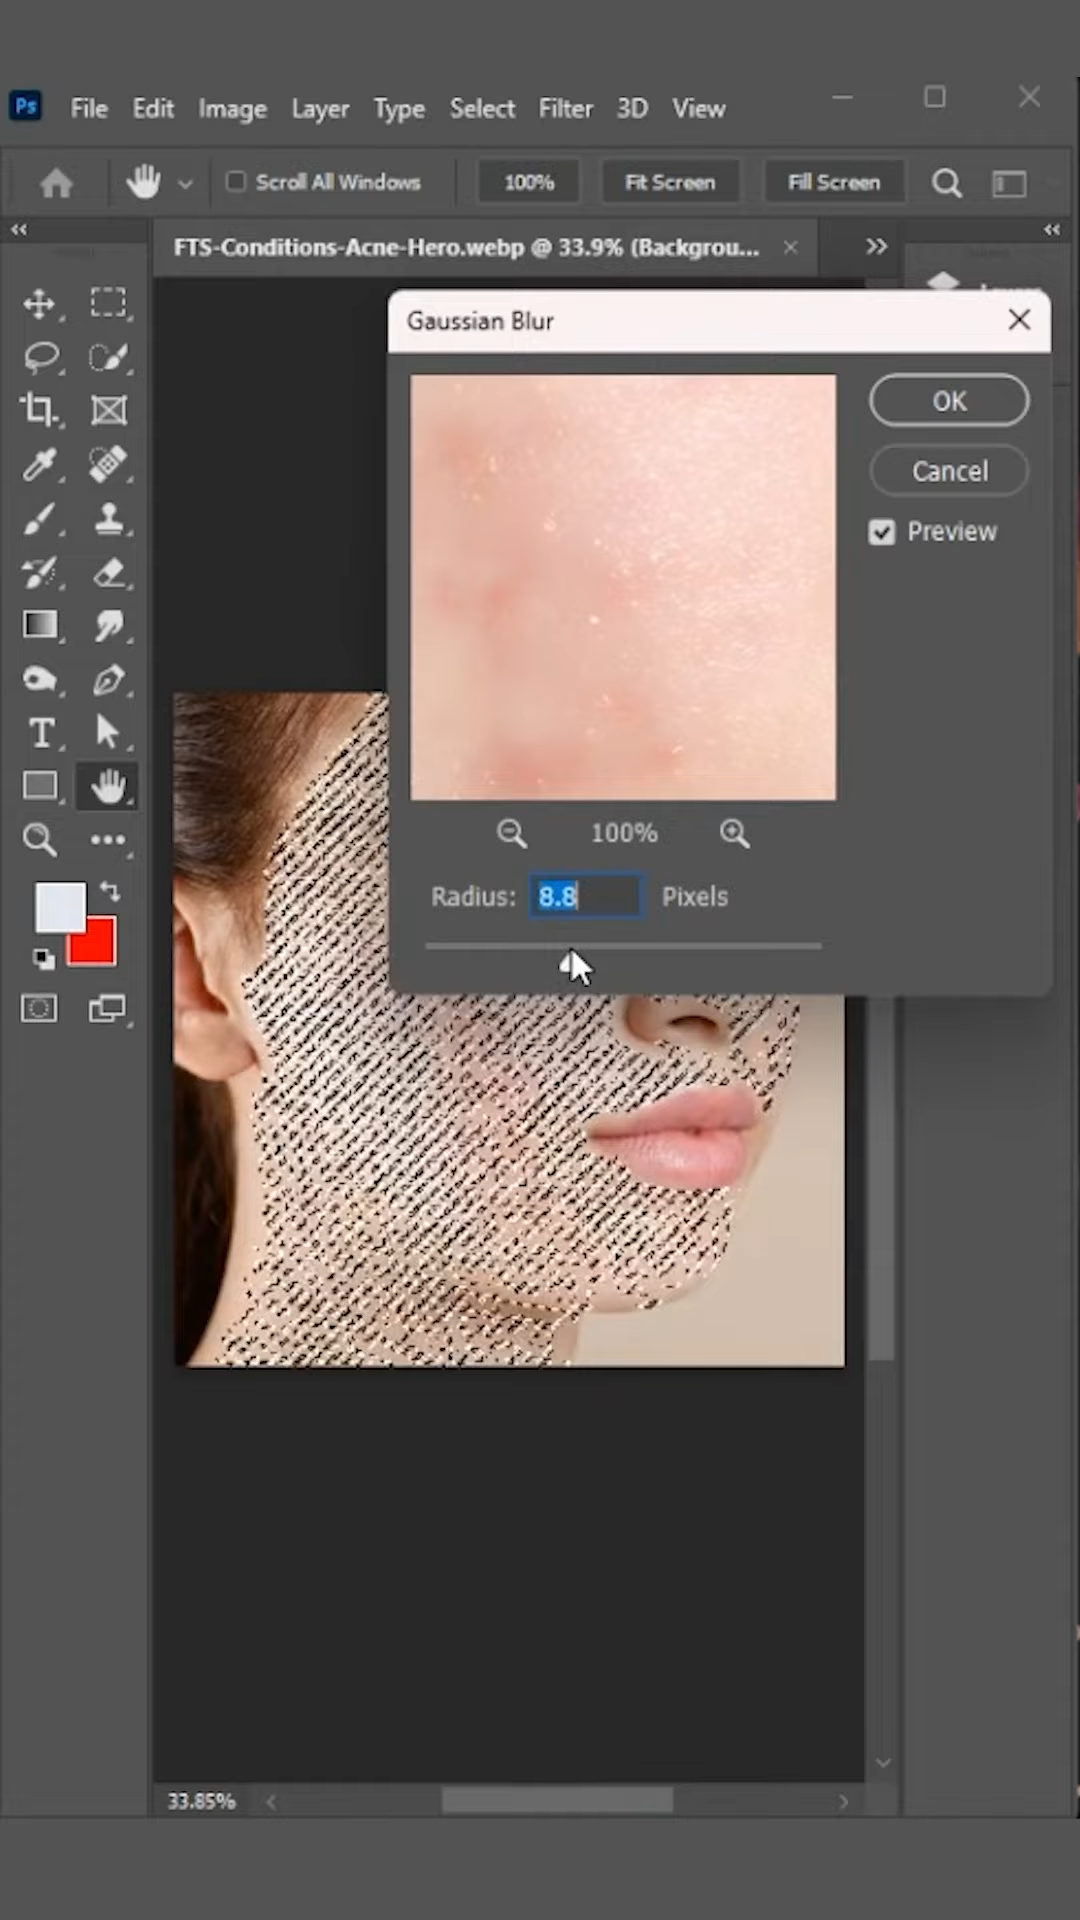 Ps File Edit Image Layer Type Select Filter 3D View
Scroll All Windows 100% Fit Screen Fill Screen
FTS-Conditions-Acne-Hero.webp @ 33.9% (Backgrou...
Gaussian Blur
OK
Cancel
Preview
100%
Radius: 8.8 Pixels
T
33.85%